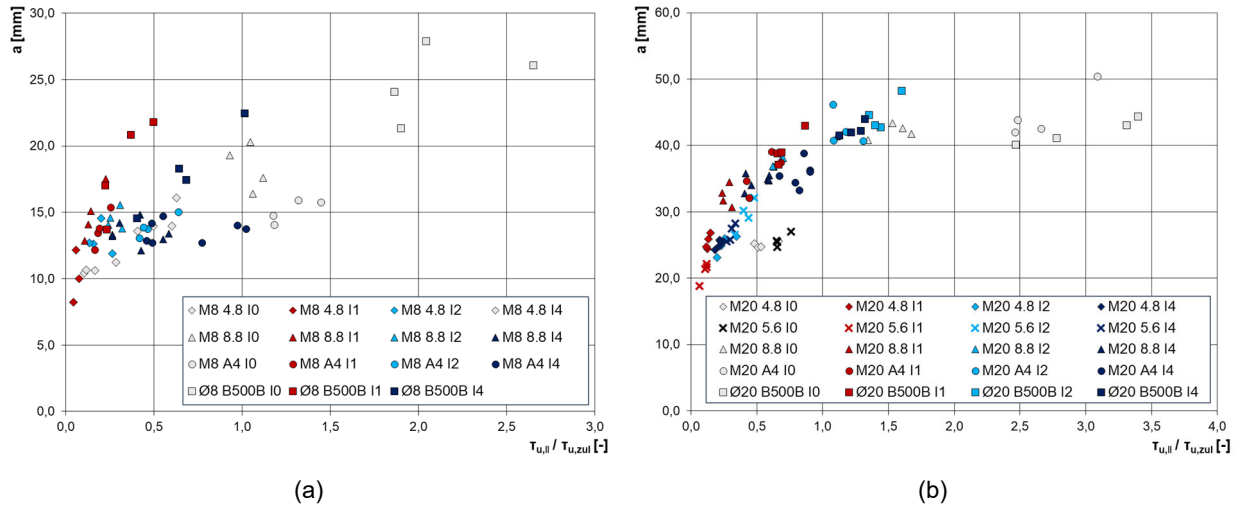 a [mm]
30,0
25,0
20,0
15,0
10,0
5,0
0,0
0,0 0,5 1,0 1,5 2,0 2,5 3,0
τu,ll / τu,zul [-]
M8 4.8 I0 M8 4.8 I1 M8 4.8 I2 M8 4.8 I4
M8 8.8 I0 M8 8.8 I1 M8 8.8 I2 M8 8.8 I4
M8 A4 I0 M8 A4 I1 M8 A4 I2 M8 A4 I4
Ø8 B500B I0 Ø8 B500B I1 Ø8 B500B I4
(a)
a [mm]
60,0
50,0
40,0
30,0
20,0
10,0
0,0
0,0 0,5 1,0 1,5 2,0 2,5 3,0 3,5 4,0
τu,ll / τu,zul [-]
M20 4.8 I0 M20 4.8 I1 M20 4.8 I2 M20 4.8 I4
M20 5.6 I0 M20 5.6 I1 M20 5.6 I2 M20 5.6 I4
M20 8.8 I0 M20 8.8 I1 M20 8.8 I2 M20 8.8 I4
M20 A4 I0 M20 A4 I1 M20 A4 I2 M20 A4 I4
Ø20 B500B I0 Ø20 B500B I1 Ø20 B500B I2 Ø20 B500B I4
(b)